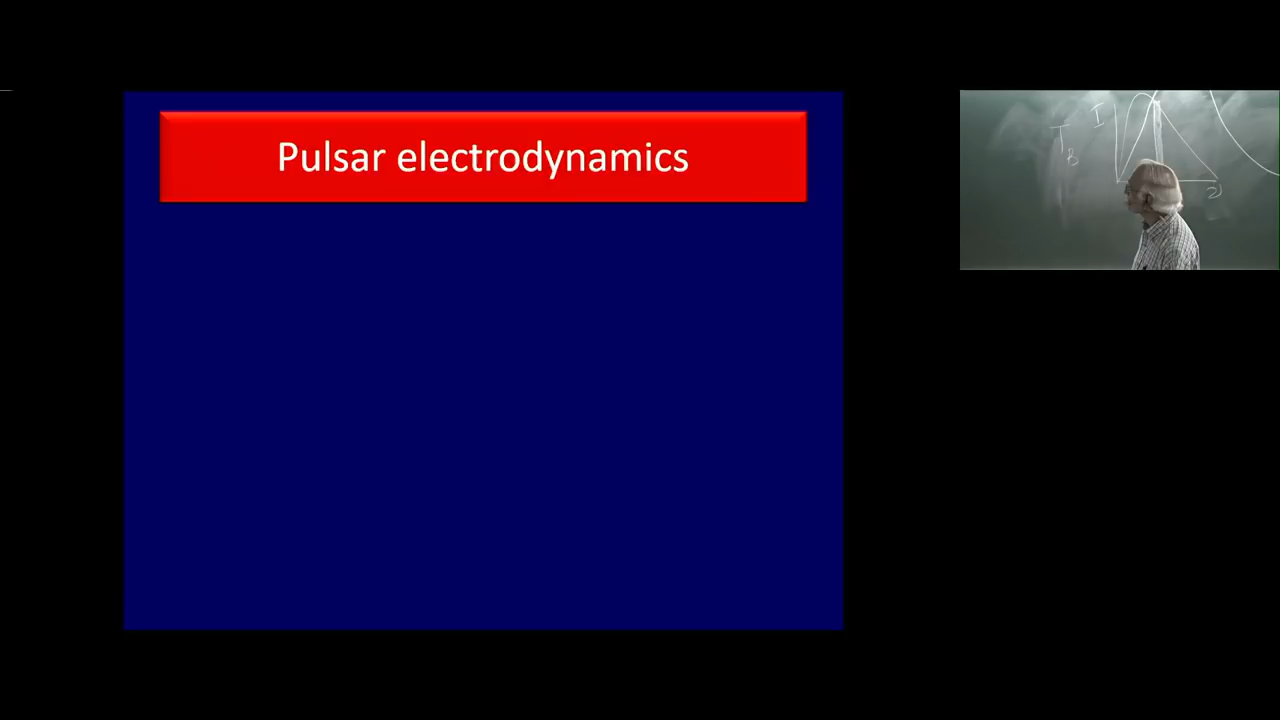 Pulsar electrodynamics
I
T
B
ν